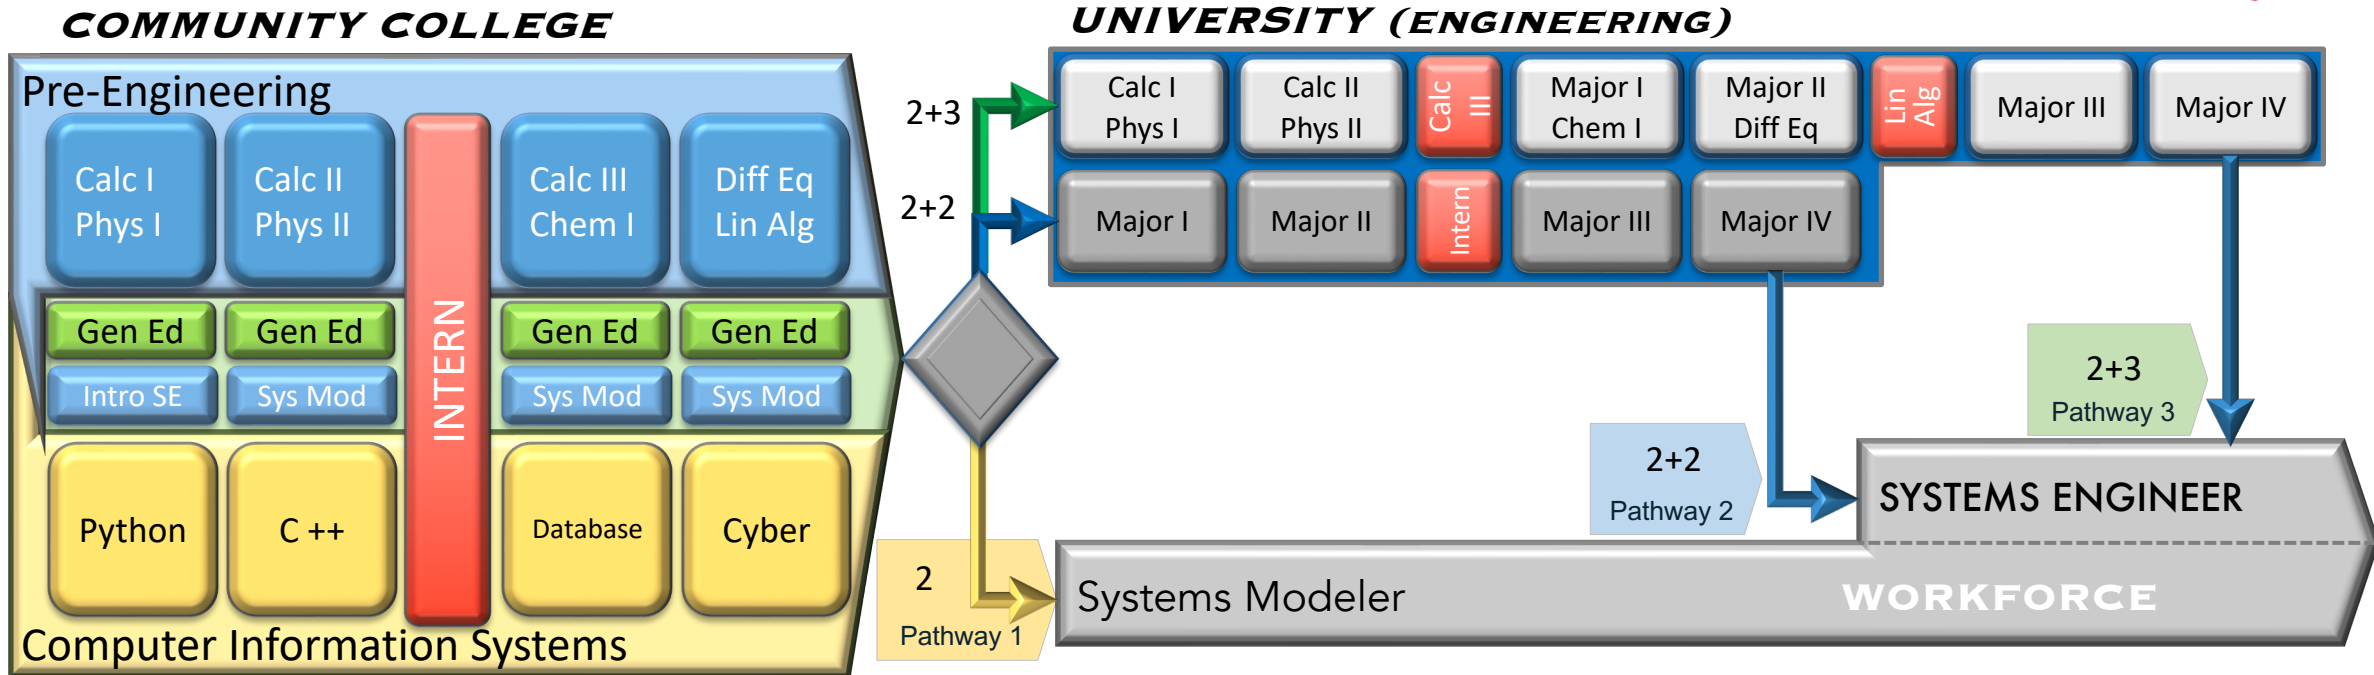 COMMUNITY COLLEGE
Pre-Engineering
Calc I
Phys I
Calc II
Phys II
Calc III
Chem I
Diff Eq
Lin Alg
INTERN
Gen Ed
Gen Ed
Gen Ed
Gen Ed
Intro SE
Sys Mod
Sys Mod
Sys Mod
Python
C ++
Database
Cyber
Computer Information Systems
UNIVERSITY (ENGINEERING)
2+3
Calc I
Phys I
Calc II
Phys II
Calc
III
Major I
Chem I
Major II
Diff Eq
Lin
Alg
Major III
Major IV
2+2
Major I
Major II
Intern
Major III
Major IV
2+3
Pathway 3
2+2
Pathway 2
2
Pathway 1
SYSTEMS ENGINEER
Systems Modeler
WORKFORCE